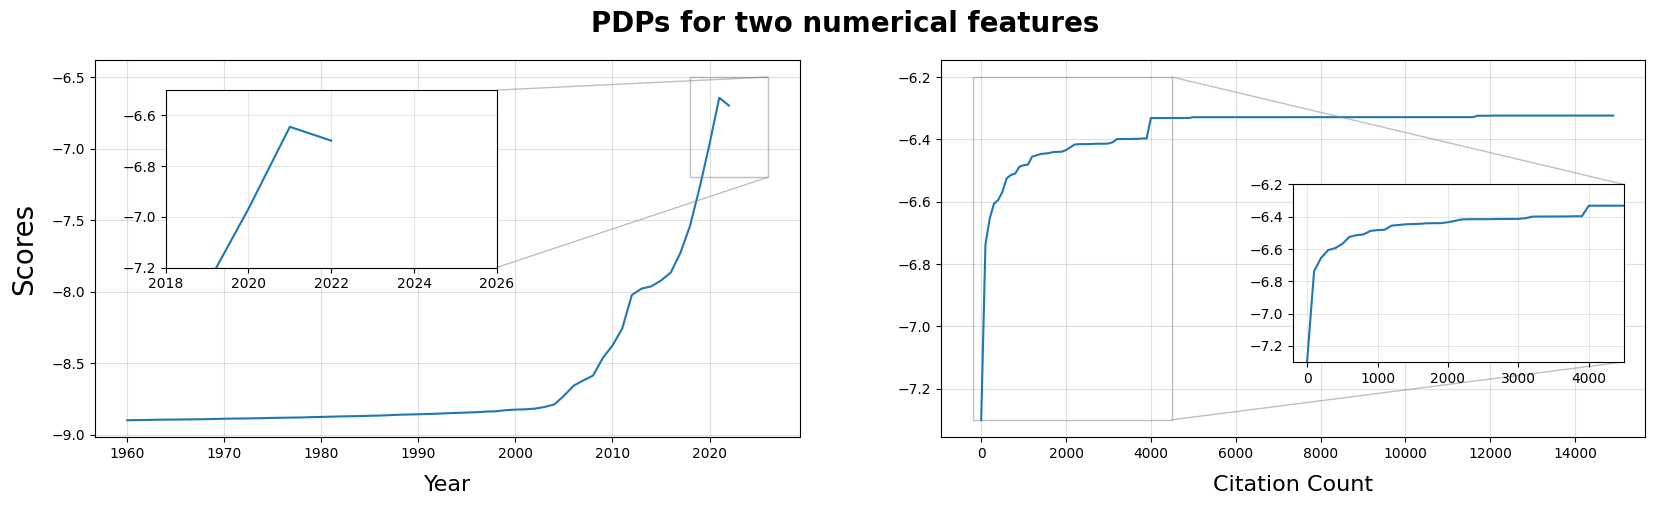 PDPs for two numerical features
Scores
−6.5
−7.0
−7.5
−8.0
−8.5
−9.0
−6.6
−6.8
−7.0
−7.2
2018 2020 2022 2024 2026
1960 1970 1980 1990 2000 2010 2020
Year
−6.2
−6.4
−6.6
−6.8
−7.0
−7.2
−6.2
−6.4
−6.6
−6.8
−7.0
−7.2
0 1000 2000 3000 4000
0 2000 4000 6000 8000 10000 12000 14000
Citation Count